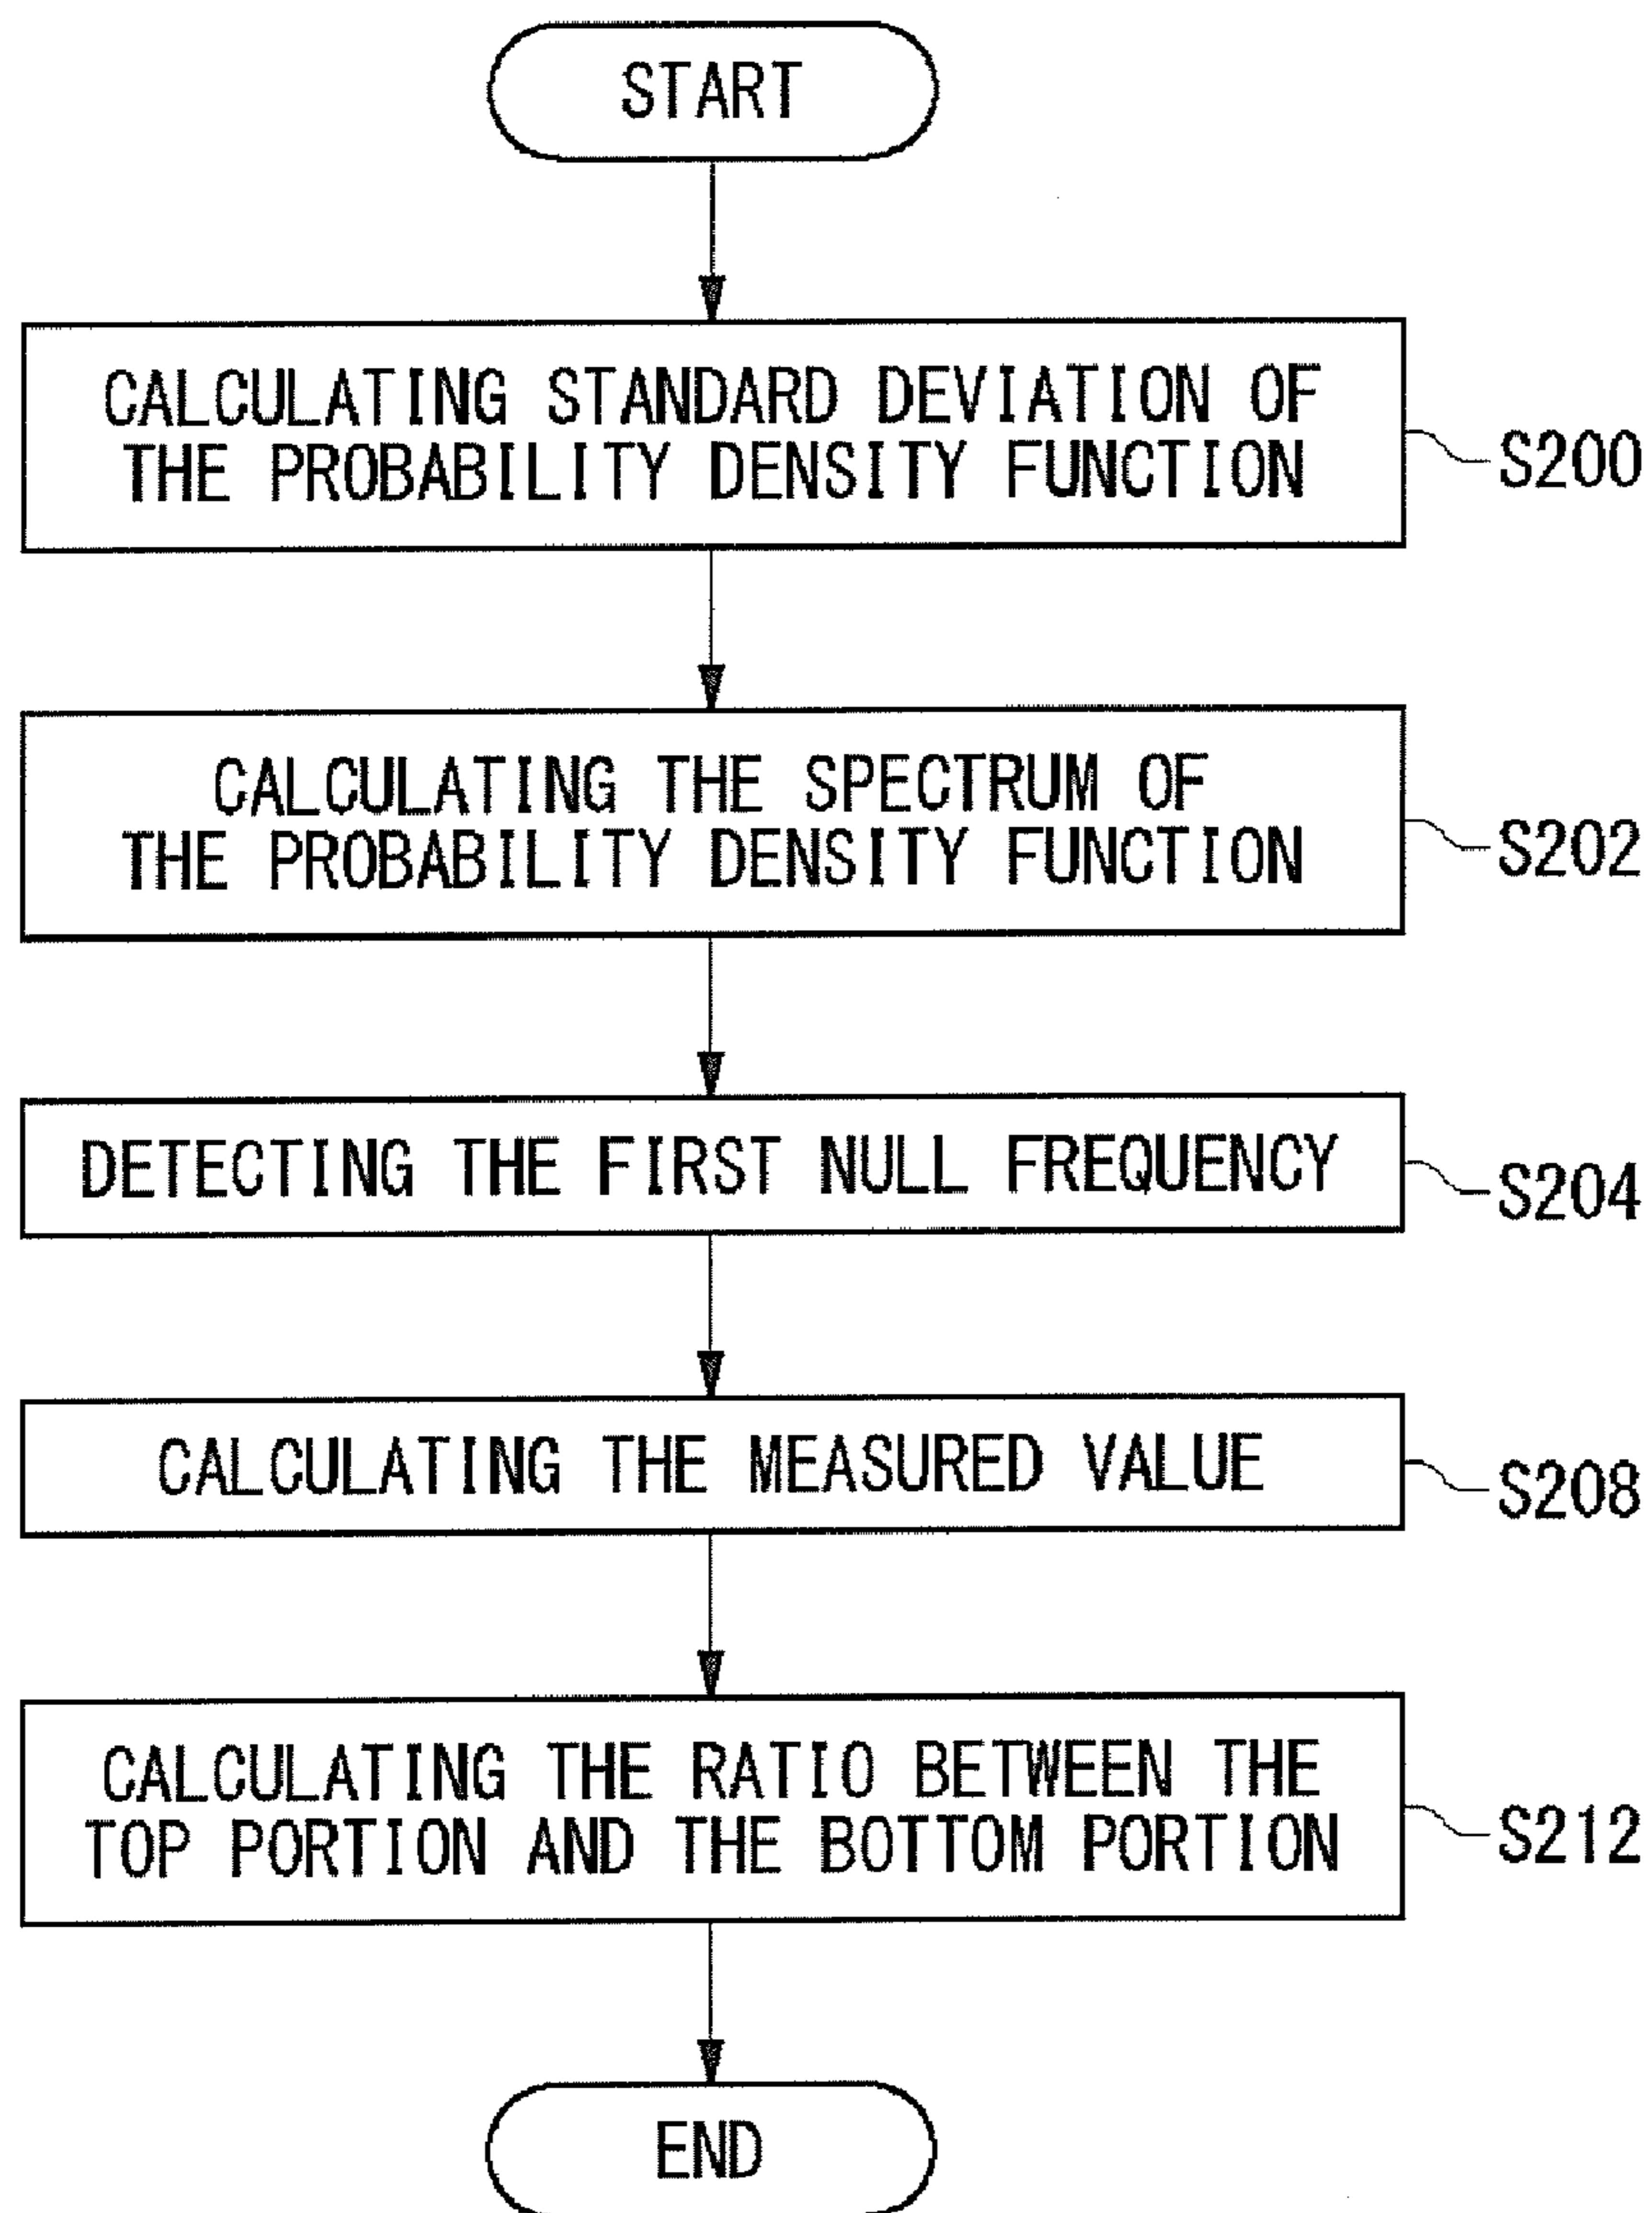 START
CALCULATING STANDARD DEVIATION OF
THE PROBABILITY DENSITY FUNCTION
S200
CALCULATING THE SPECTRUM OF
THE PROBABILITY DENSITY FUNCTION
S202
DETECTING THE FIRST NULL FREQUENCY
S204
CALCULATING THE MEASURED VALUE
S208
CALCULATING THE RATIO BETWEEN THE
TOP PORTION AND THE BOTTOM PORTION
S212
END